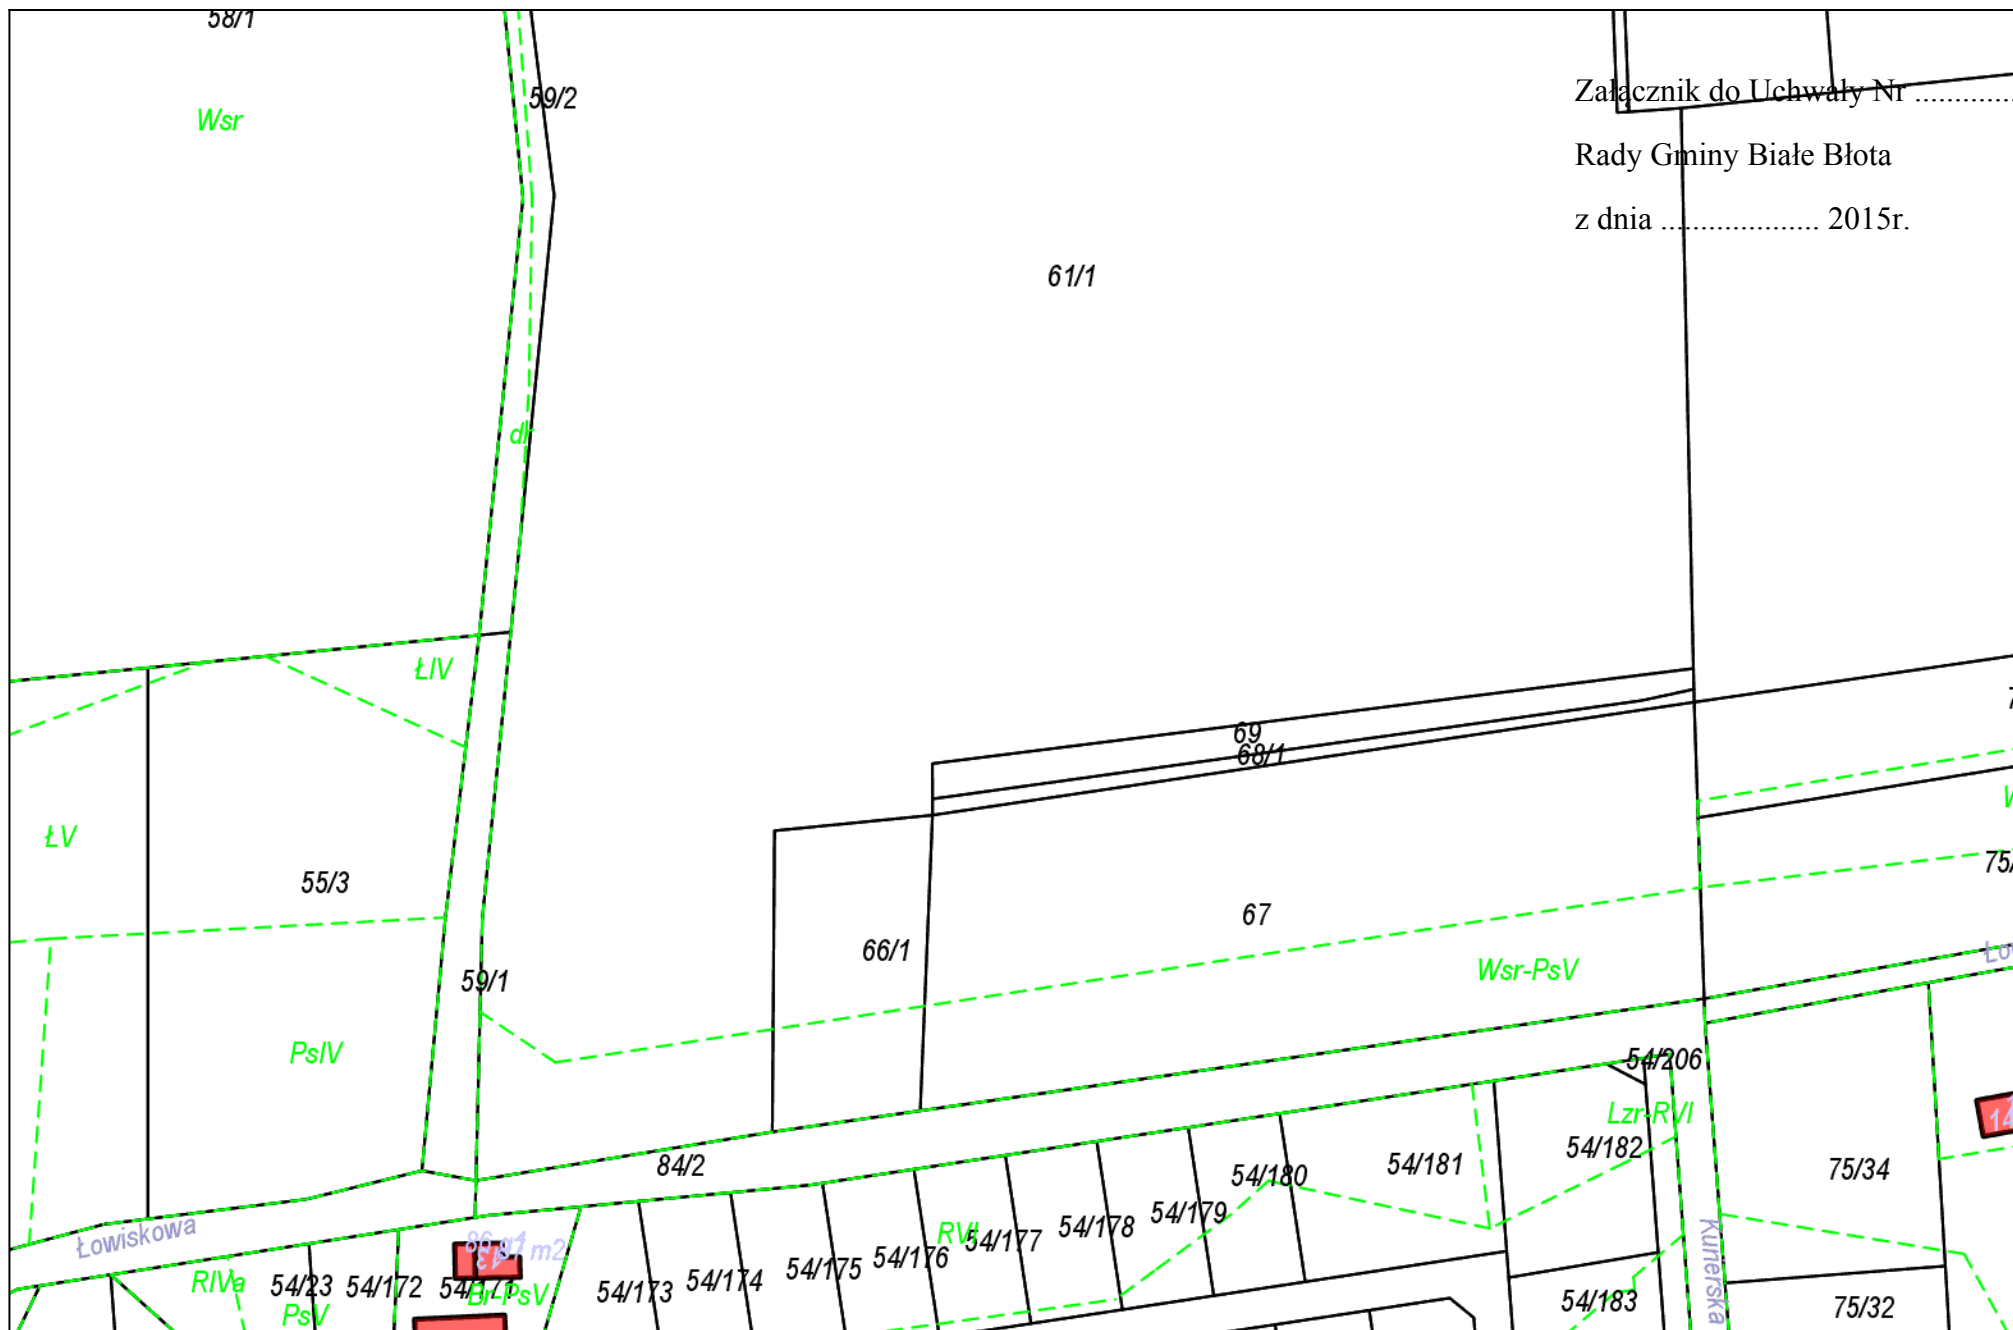 58/1
59/2
Wsr
Załącznik do Uchwały Nr ............
Rady Gminy Białe Błota
z dnia .................... 2015r.
61/1
dr
ŁIV
69
68/1
ŁV
55/3
75/
67
66/1
Wsr-PsV
59/1
PsIV
54/206
Lzr-RVI
54/182
84/2
54/181
54/180
75/34
54/179
54/178
54/177
RVI
54/176
54/175
54/174
54/173
Łowiskowa
Kunerska
RIVa
54/23
PsV
54/172
54/171
Br-PsV
m2
54/183
75/32